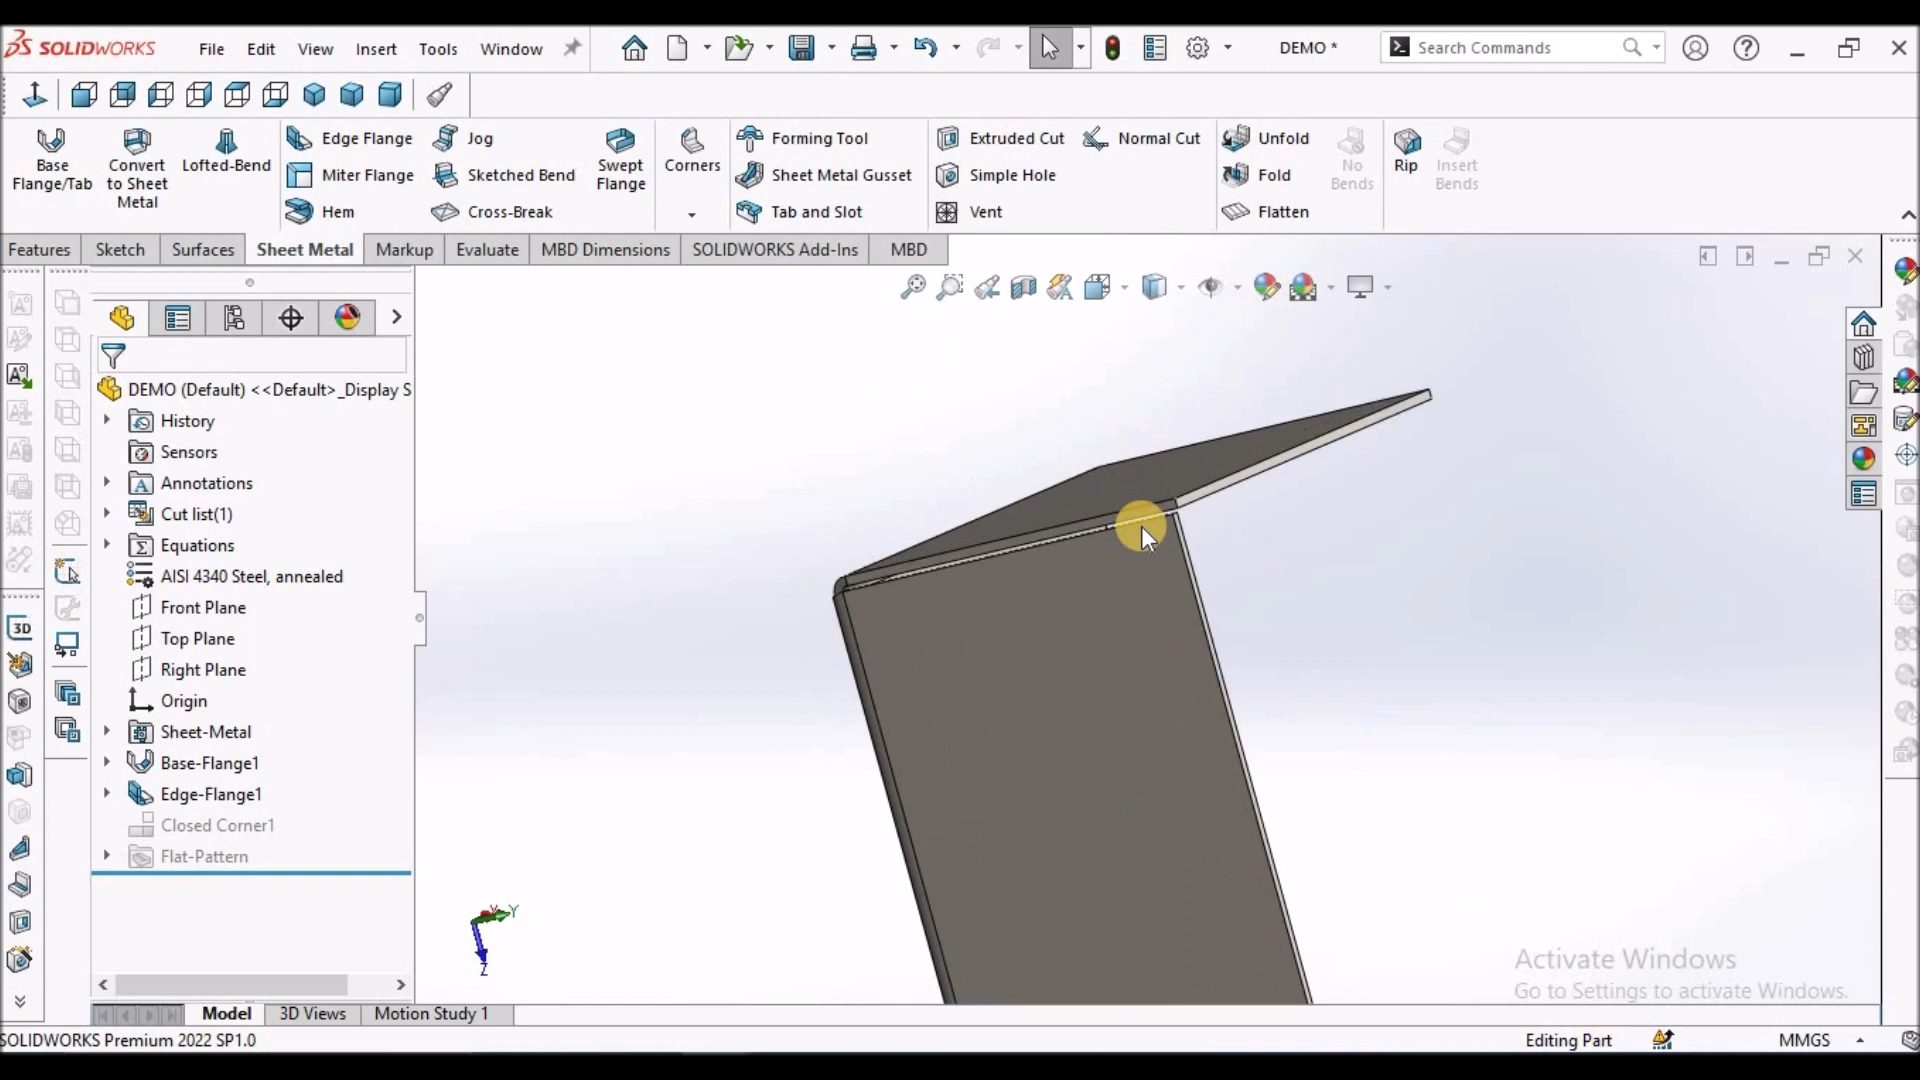 SOLIDWORKS File Edit View Insert Tools Window DEMO * Search Commands
Base Flange/Tab
Convert to Sheet Metal
Lofted-Bend
Edge Flange
Miter Flange
Hem
Jog
Sketched Bend
Cross-Break
Swept Flange
Corners
Forming Tool
Sheet Metal Gusset
Tab and Slot
Extruded Cut
Simple Hole
Vent
Normal Cut
Unfold
Fold
Flatten
No Bends
Rip
Insert Bends
Features Sketch Surfaces Sheet Metal Markup Evaluate MBD Dimensions SOLIDWORKS Add-Ins MBD
DEMO (Default) <<Default>_Display S
History
Sensors
Annotations
Cut list(1)
Equations
AISI 4340 Steel, annealed
Front Plane
Top Plane
Right Plane
Origin
Sheet-Metal
Base-Flange1
Edge-Flange1
Closed Corner1
Flat-Pattern
3D
Y
Z
Activate Windows
Go to Settings to activate Windows.
Model 3D Views Motion Study 1
SOLIDWORKS Premium 2022 SP1.0 Editing Part MMGS